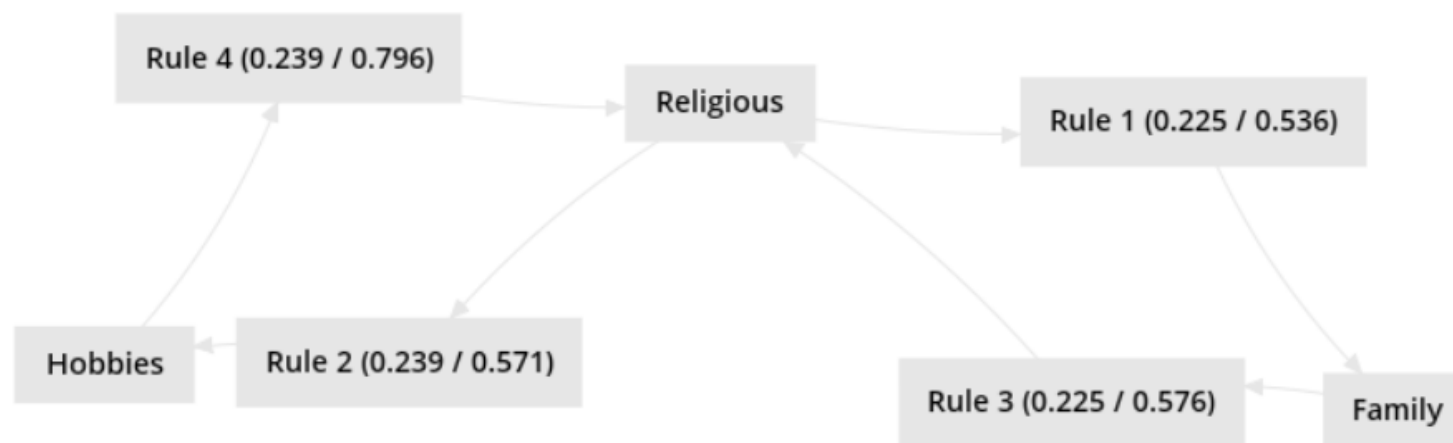 Rule 4 (0.239 / 0.796)
Religious
Rule 1 (0.225 / 0.536)
Hobbies
Rule 2 (0.239 / 0.571)
Rule 3 (0.225 / 0.576)
Family